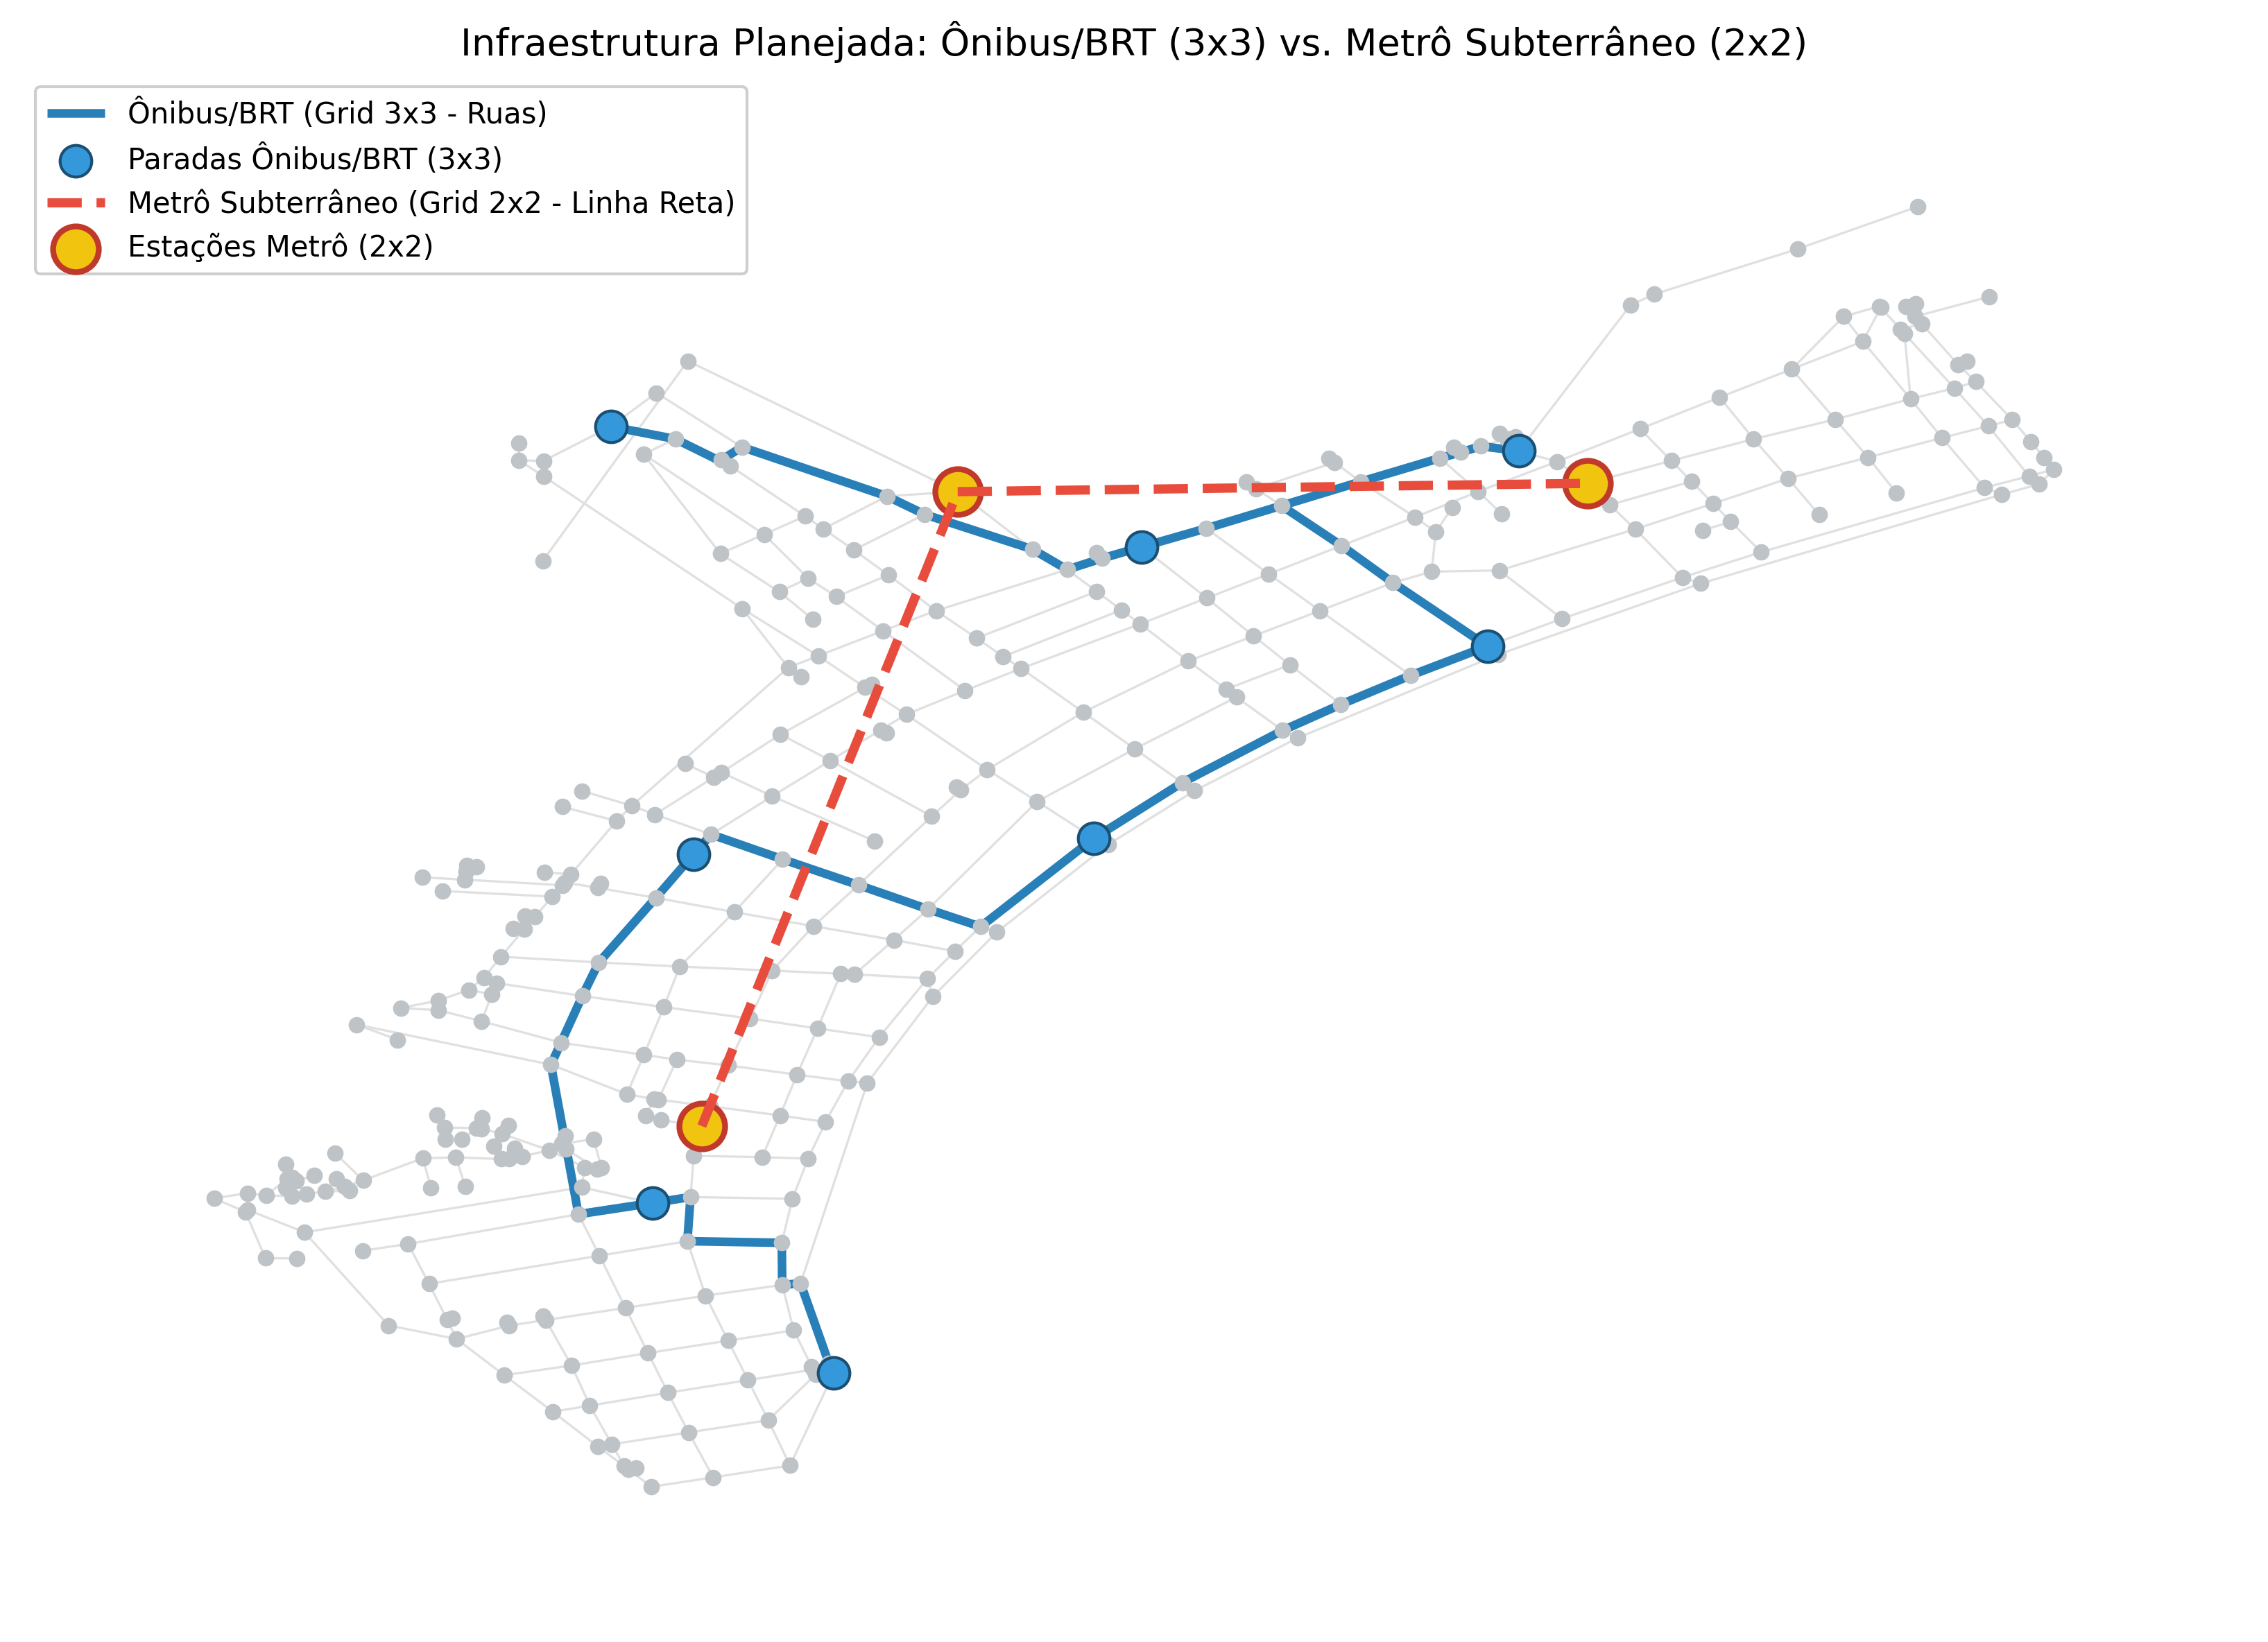 Infraestrutura Planejada: Ônibus/BRT (3x3) vs. Metrô Subterrâneo (2x2)
Ônibus/BRT (Grid 3x3 - Ruas)
Paradas Ônibus/BRT (3x3)
Metrô Subterrâneo (Grid 2x2 - Linha Reta)
Estações Metrô (2x2)